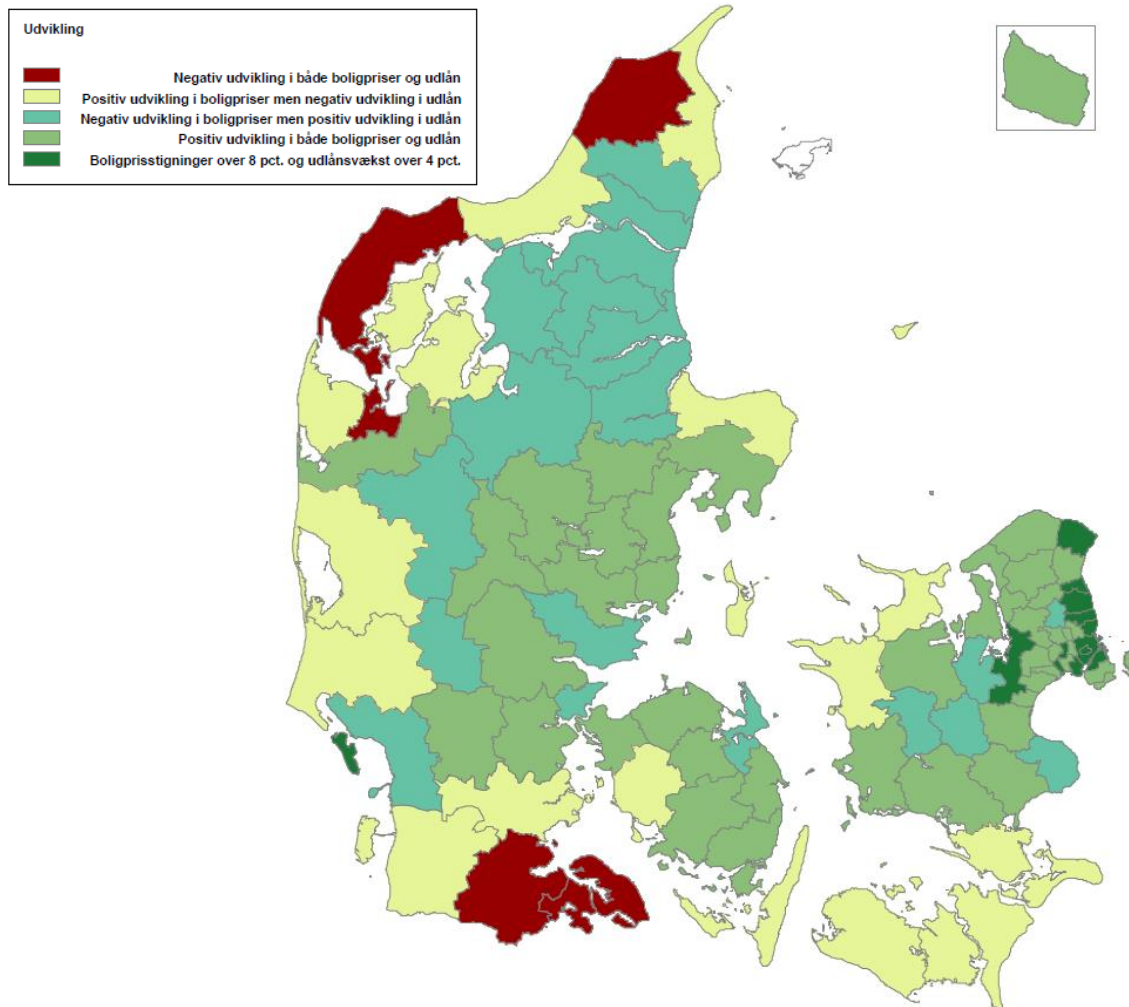 Udvikling
Negativ udvikling i både boligpriser og udlån
Positiv udvikling i boligpriser men negativ udvikling i udlån
Negativ udvikling i boligpriser men positiv udvikling i udlån
Positiv udvikling i både boligpriser og udlån
Boligprisstigninger over 8 pct. og udlånsvækst over 4 pct.